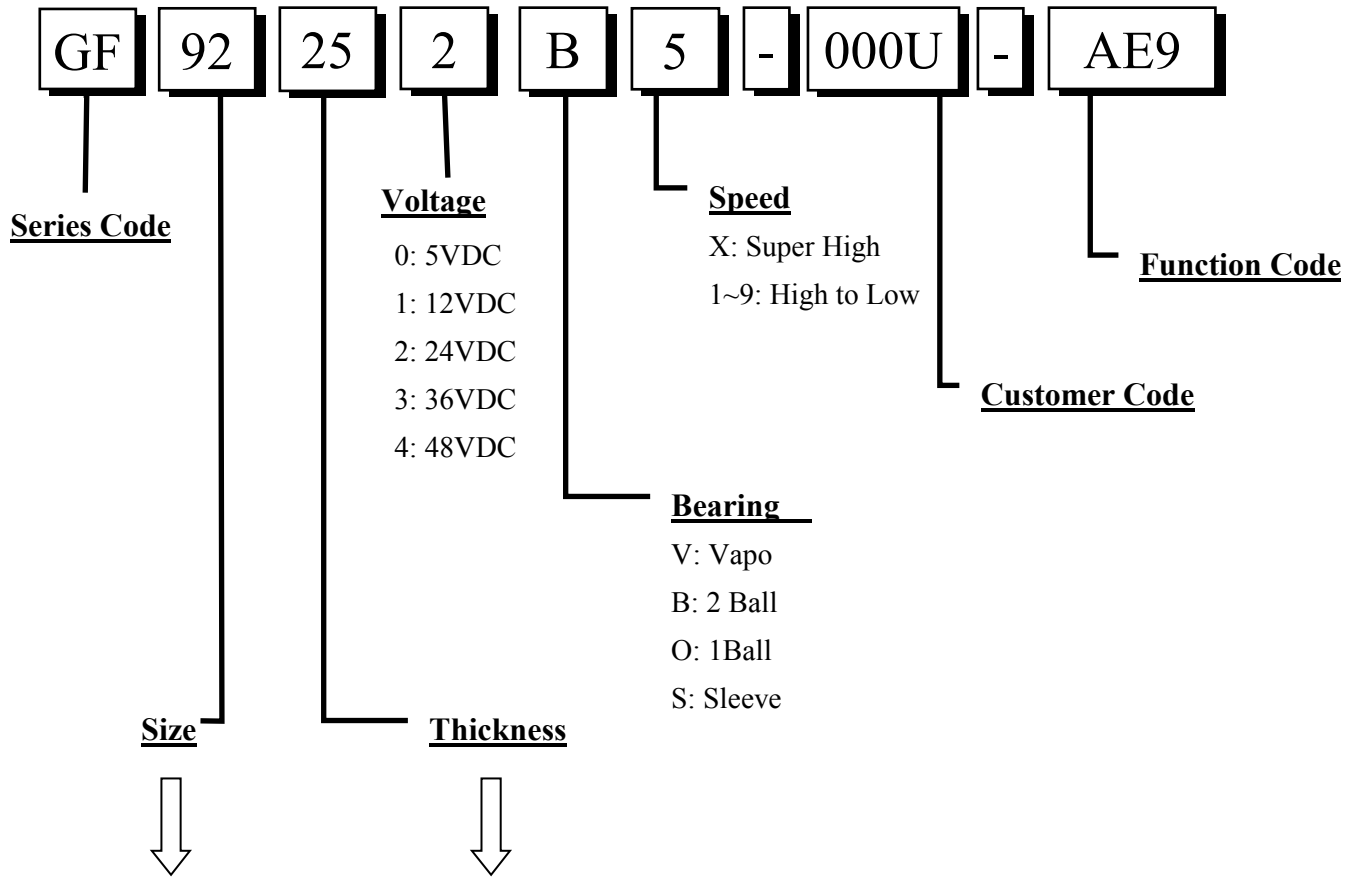 GF 92 25 2 B 5 - 000U - AE9
Series Code
Voltage
0: 5VDC
1: 12VDC
2: 24VDC
3: 36VDC
4: 48VDC
Speed
X: Super High
1~9: High to Low
Function Code
Customer Code
Bearing
V: Vapo
B: 2 Ball
O: 1Ball
S: Sleeve
Size
Thickness